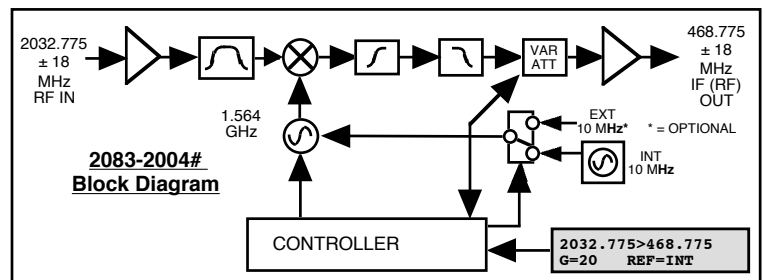 2032.775
± 18
MHz
RF IN
468.775
± 18
MHz
IF (RF)
OUT
VAR
ATT
1.564
GHz
EXT
10 MHz*
* = OPTIONAL
INT
10 MHz
2083-2004#
Block Diagram
CONTROLLER
2032.775>468.775
G=20 REF=INT